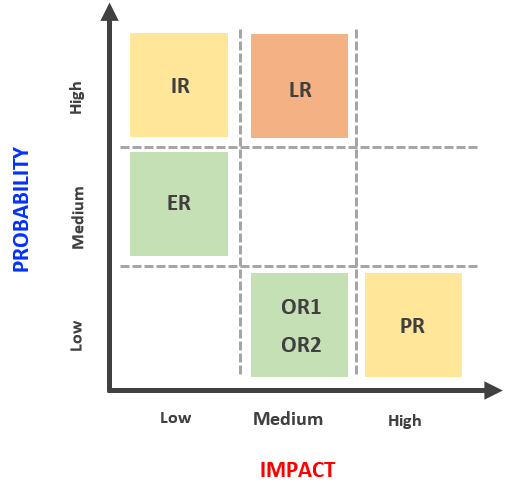 PROBABILITY
High
IR
LR
Medium
ER
Low
OR1
OR2
PR
Low
Medium
High
IMPACT